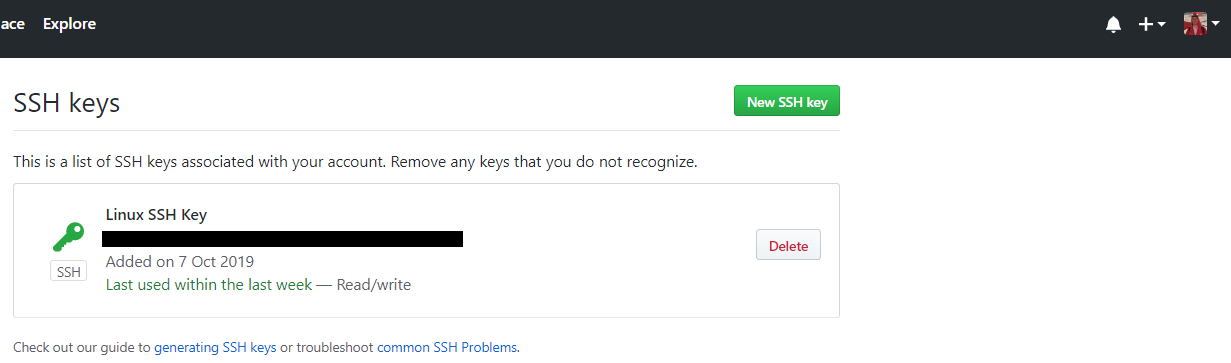 ace Explore
SSH keys
New SSH key
This is a list of SSH keys associated with your account. Remove any keys that you do not recognize.
Linux SSH Key
SSH
Added on 7 Oct 2019
Last used within the last week — Read/write
Delete
Check out our guide to generating SSH keys or troubleshoot common SSH Problems.